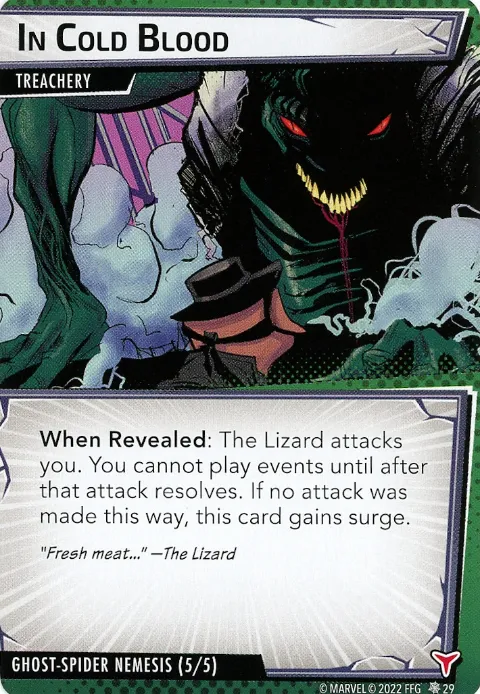 In Cold Blood
TREACHERY
When Revealed: The Lizard attacks
you. You cannot play events until after
that attack resolves. If no attack was
made this way, this card gains surge.
"Fresh meat..." —The Lizard
GHOST-SPIDER NEMESIS (5/5)
© MARVEL © 2022 FFG 29